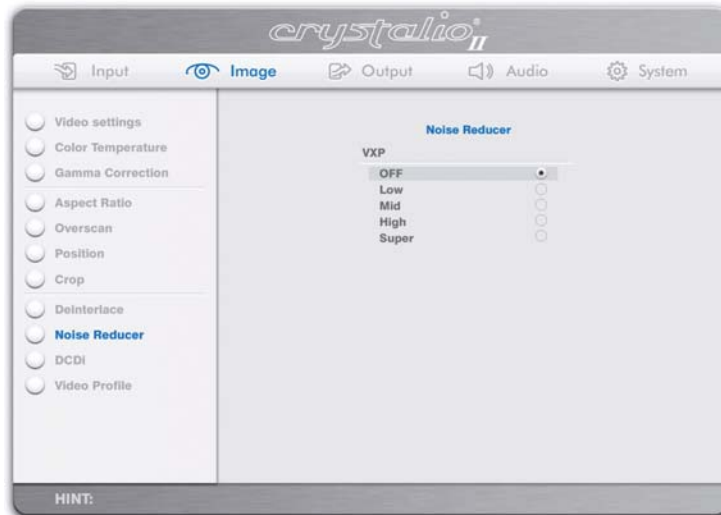 crystalio® II
Input Image Output Audio System
Video settings
Color Temperature
Gamma Correction
Aspect Ratio
Overscan
Position
Crop
Deinterlace
Noise Reducer
DCDi
Video Profile
Noise Reducer
VXP
OFF
Low
Mid
High
Super
HINT: